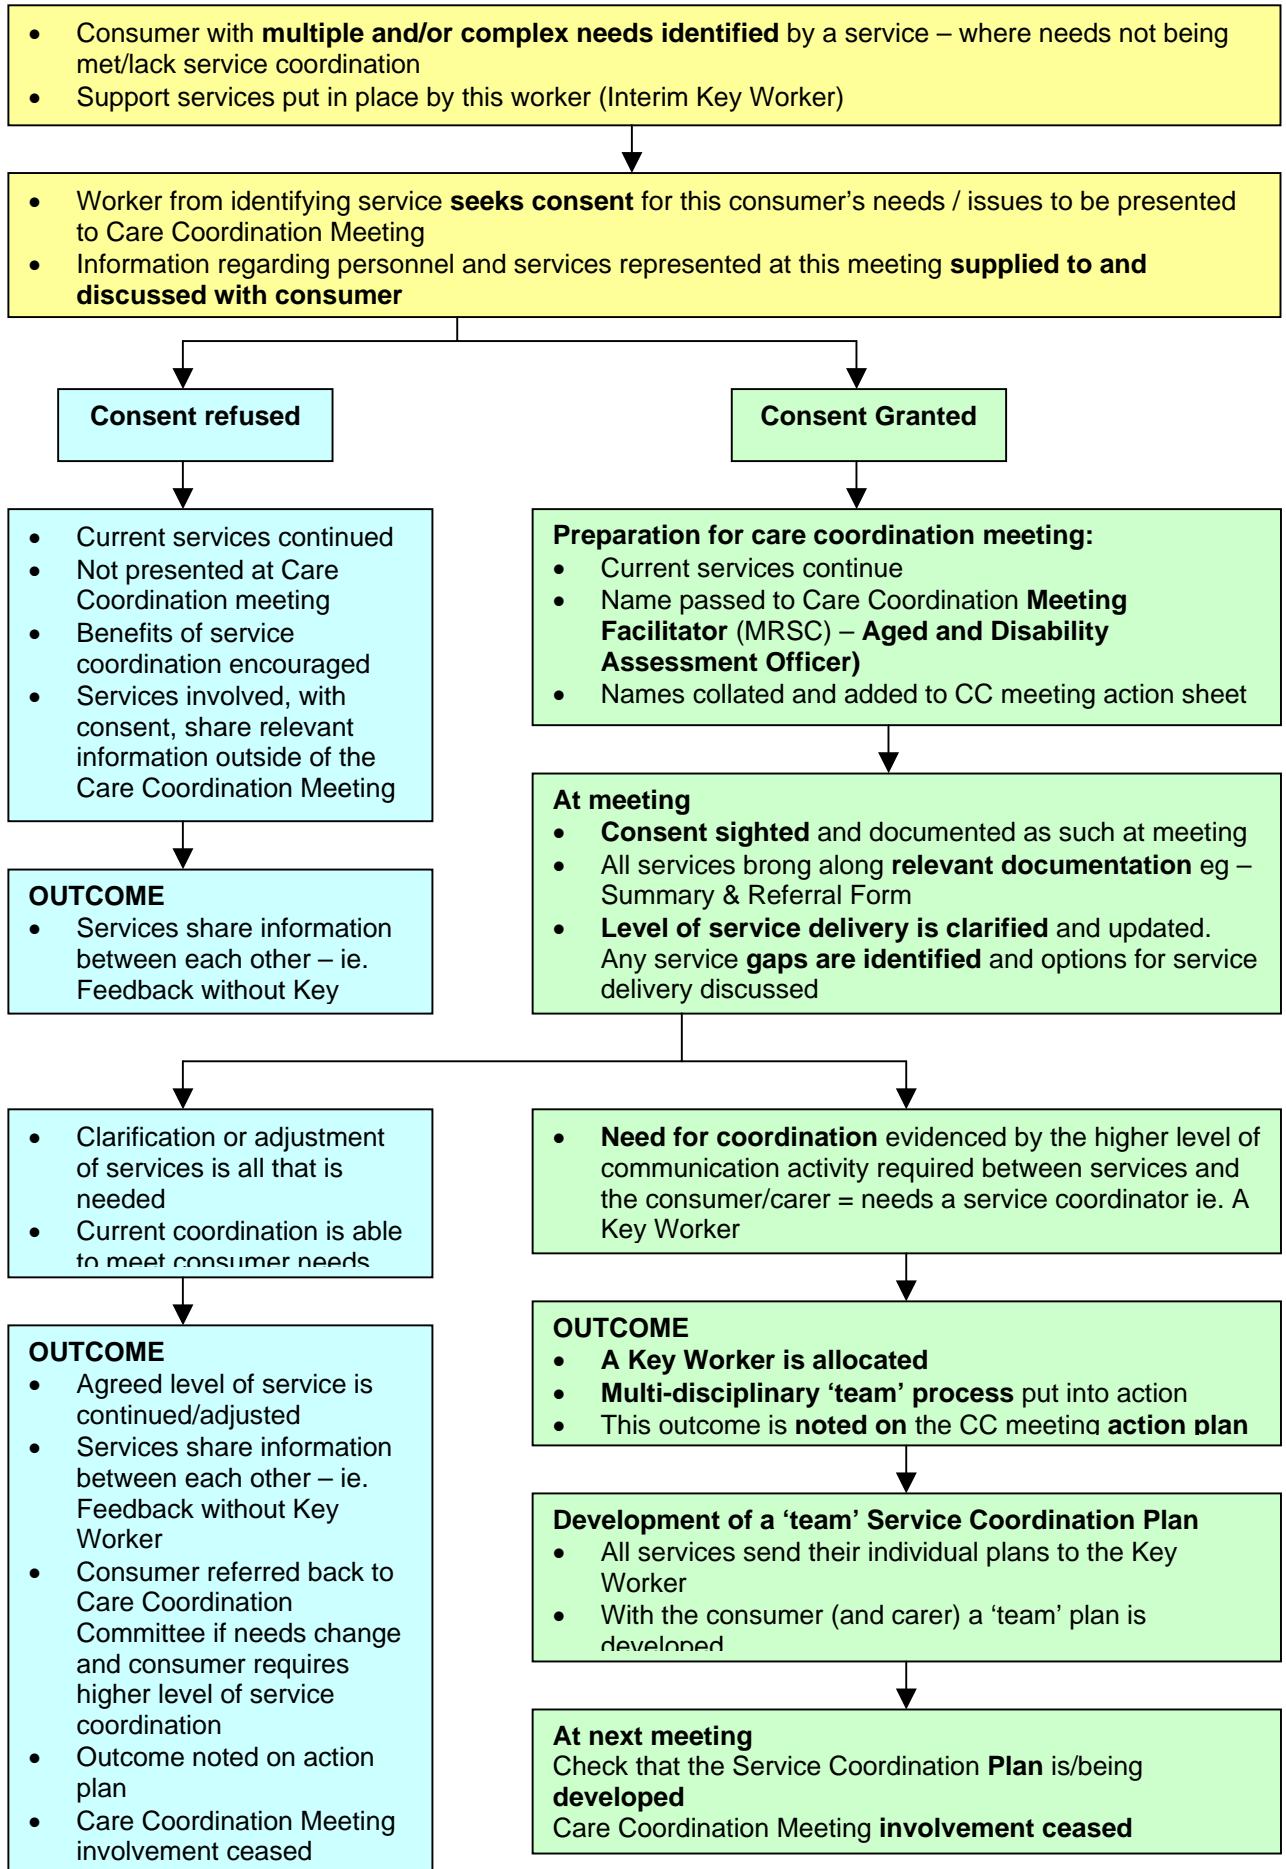 • Consumer with multiple and/or complex needs identified by a service – where needs not being
met/lack service coordination
• Support services put in place by this worker (Interim Key Worker)
• Worker from identifying service seeks consent for this consumer’s needs / issues to be presented
to Care Coordination Meeting
• Information regarding personnel and services represented at this meeting supplied to and
discussed with consumer
Consent refused
Consent Granted
• Current services continued
• Not presented at Care
Coordination meeting
• Benefits of service
coordination encouraged
• Services involved, with
consent, share relevant
information outside of the
Care Coordination Meeting
Preparation for care coordination meeting:
• Current services continue
• Name passed to Care Coordination Meeting
Facilitator (MRSC) – Aged and Disability
Assessment Officer)
• Names collated and added to CC meeting action sheet
At meeting
• Consent sighted and documented as such at meeting
• All services brong along relevant documentation eg –
Summary & Referral Form
• Level of service delivery is clarified and updated.
Any service gaps are identified and options for service
delivery discussed
OUTCOME
• Services share information
between each other – ie.
Feedback without Key
• Clarification or adjustment
of services is all that is
needed
• Current coordination is able
to meet consumer needs
• Need for coordination evidenced by the higher level of
communication activity required between services and
the consumer/carer = needs a service coordinator ie. A
Key Worker
OUTCOME
• Agreed level of service is
continued/adjusted
• Services share information
between each other – ie.
Feedback without Key
Worker
• Consumer referred back to
Care Coordination
Committee if needs change
and consumer requires
higher level of service
coordination
• Outcome noted on action
plan
• Care Coordination Meeting
involvement ceased
OUTCOME
• A Key Worker is allocated
• Multi-disciplinary ‘team’ process put into action
• This outcome is noted on the CC meeting action plan
Development of a ‘team’ Service Coordination Plan
• All services send their individual plans to the Key
Worker
• With the consumer (and carer) a ‘team’ plan is
developed
At next meeting
Check that the Service Coordination Plan is/being
developed
Care Coordination Meeting involvement ceased